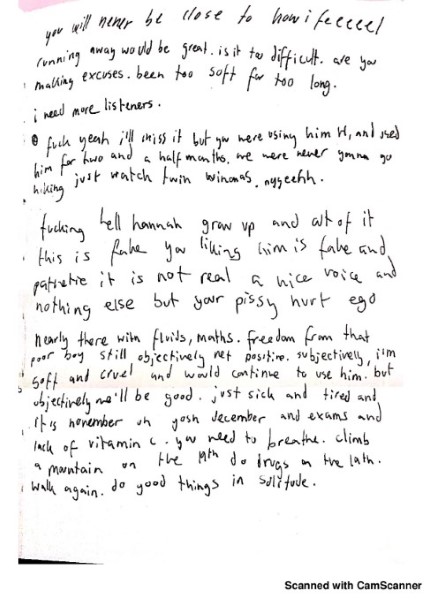 you will never be close to how i feeeeel
running away would be great. is it too difficult. are you
making excuses. been too soft for too long.
i need more listeners.
fuck yeah i'll miss it but you were using him H, and used
him for two and a half months. we were never gonna go
hiking just watch twin
fucking hell hannah grow up and out of it
this is fake you liking him is fake and
pathetic it is not real a nice voice and
nothing else but your pissy hurt ego
nearly there with fluids, maths. freedom from that
poor boy still objectively net positive. subjectively, i'm
soft and cruel and would continue to use him. but
objectively we'll be good. just sick and tired and
it is november uh gosh december and exams and
lack of vitamin c. you need to breathe. climb
a mountain on the 19th do drugs on the
walk again. do good things in solitude.
Scanned with CamScanner